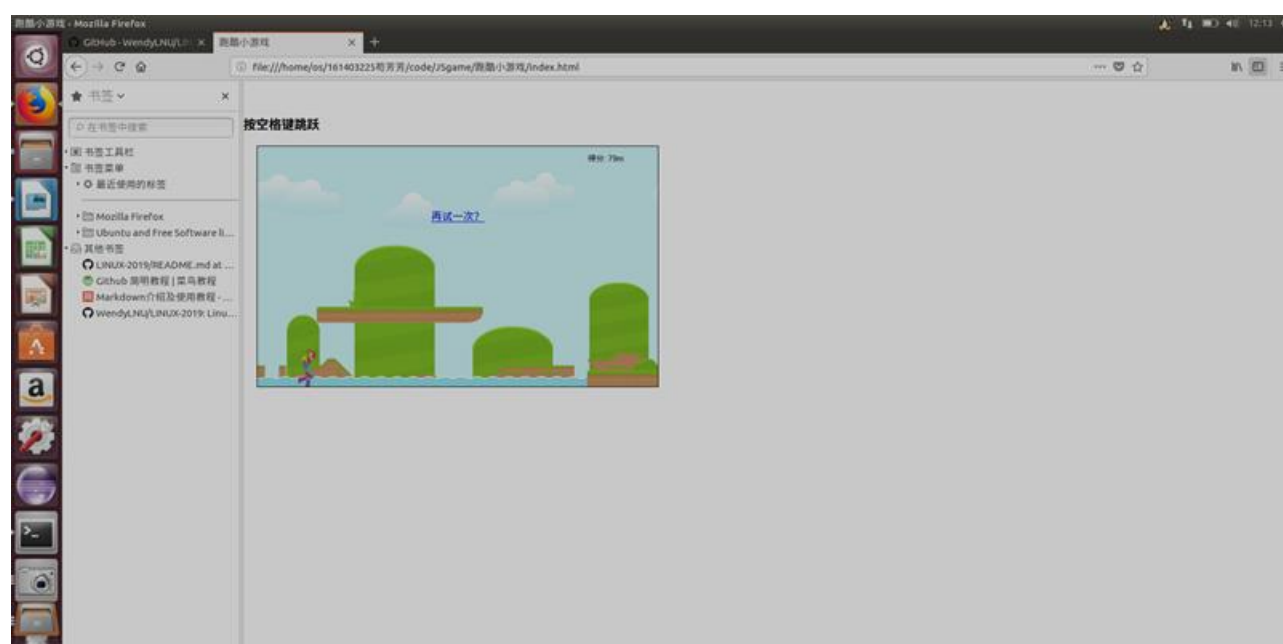 跑酷小游戏 - Mozilla Firefox
12:13
GitHub - WendyLNU/LI
跑酷小游戏
file:///home/os/161403225苟芳芳/code/JSgame/跑酷小游戏/index.html
书签
在书签中搜索
书签工具栏
书签菜单
最近使用的标签
Mozilla Firefox
Ubuntu and Free Software li...
其他书签
LINUX-2019/README.md at ...
Github 简明教程 | 菜鸟教程
Markdown介绍及使用教程 - ...
WendyLNU/LINUX-2019: Linu...
按空格键跳跃
得分: 79m
再试一次？